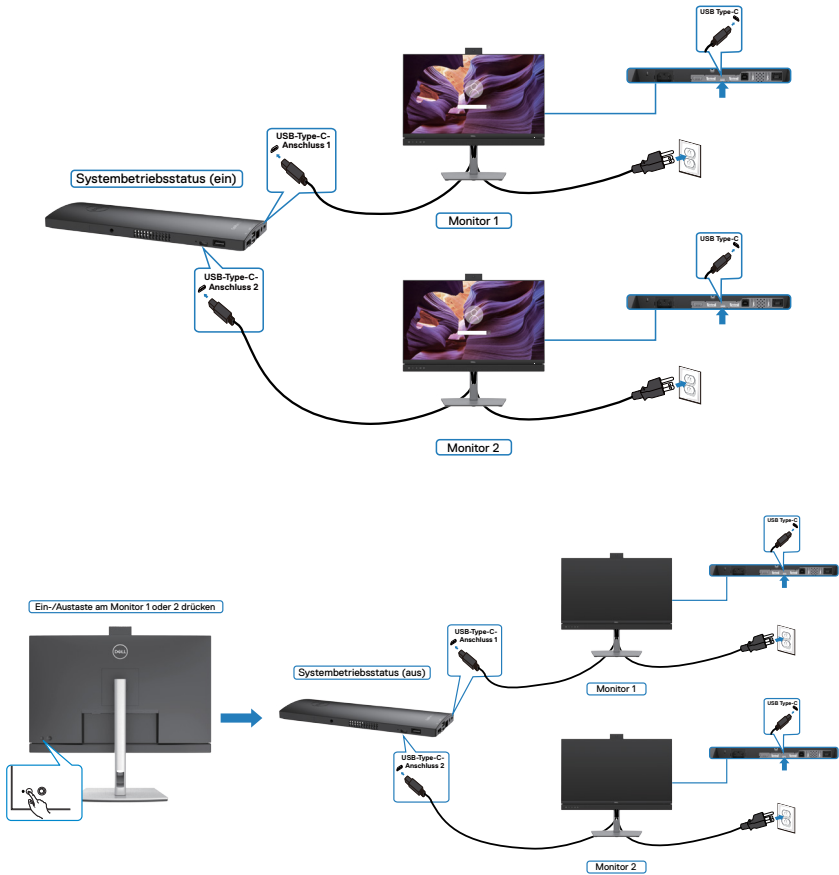 USB Type-C
USB-Type-C-
Anschluss 1
Systembetriebsstatus (ein)
Monitor 1
USB Type-C
USB-Type-C-
Anschluss 2
Monitor 2
USB Type-C
Ein-/Austaste am Monitor 1 oder 2 drücken
DELL
USB-Type-C-
Anschluss 1
Systembetriebsstatus (aus)
Monitor 1
USB Type-C
USB-Type-C-
Anschluss 2
Monitor 2